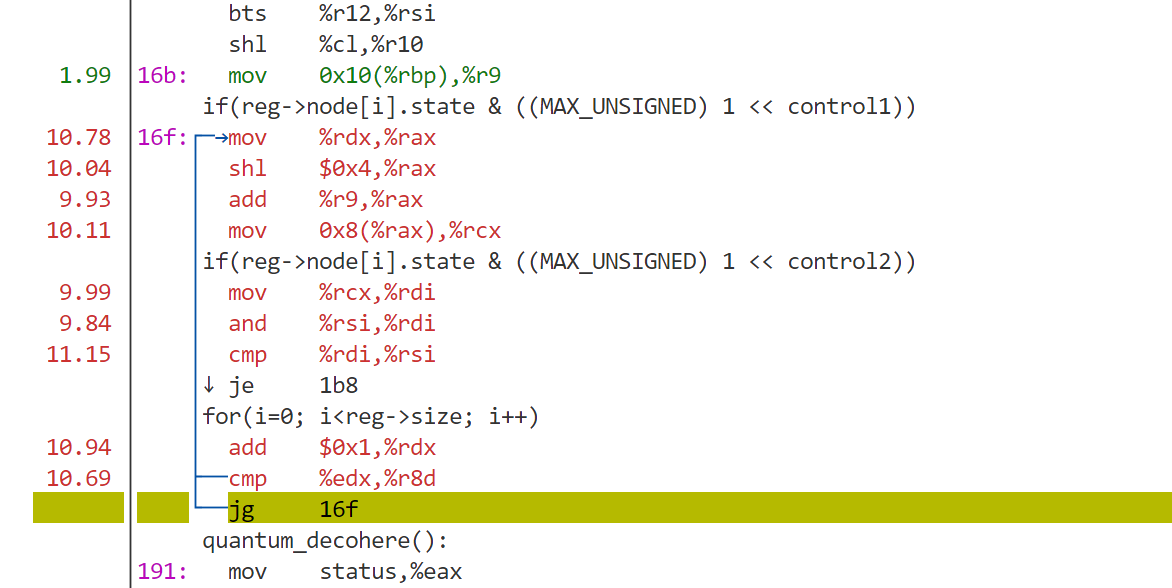 bts %r12,%rsi
shl %cl,%r10
1.99 16b: mov 0x10(%rbp),%r9
if(reg->node[i].state & ((MAX_UNSIGNED) 1 << control1))
10.78 16f: mov %rdx,%rax
10.04 shl $0x4,%rax
9.93 add %r9,%rax
10.11 mov 0x8(%rax),%rcx
if(reg->node[i].state & ((MAX_UNSIGNED) 1 << control2))
9.99 mov %rcx,%rdi
9.84 and %rsi,%rdi
11.15 cmp %rdi,%rsi
↓ je 1b8
for(i=0; i<reg->size; i++)
10.94 add $0x1,%rdx
10.69 cmp %edx,%r8d
jg 16f
quantum_decohere():
191: mov status,%eax